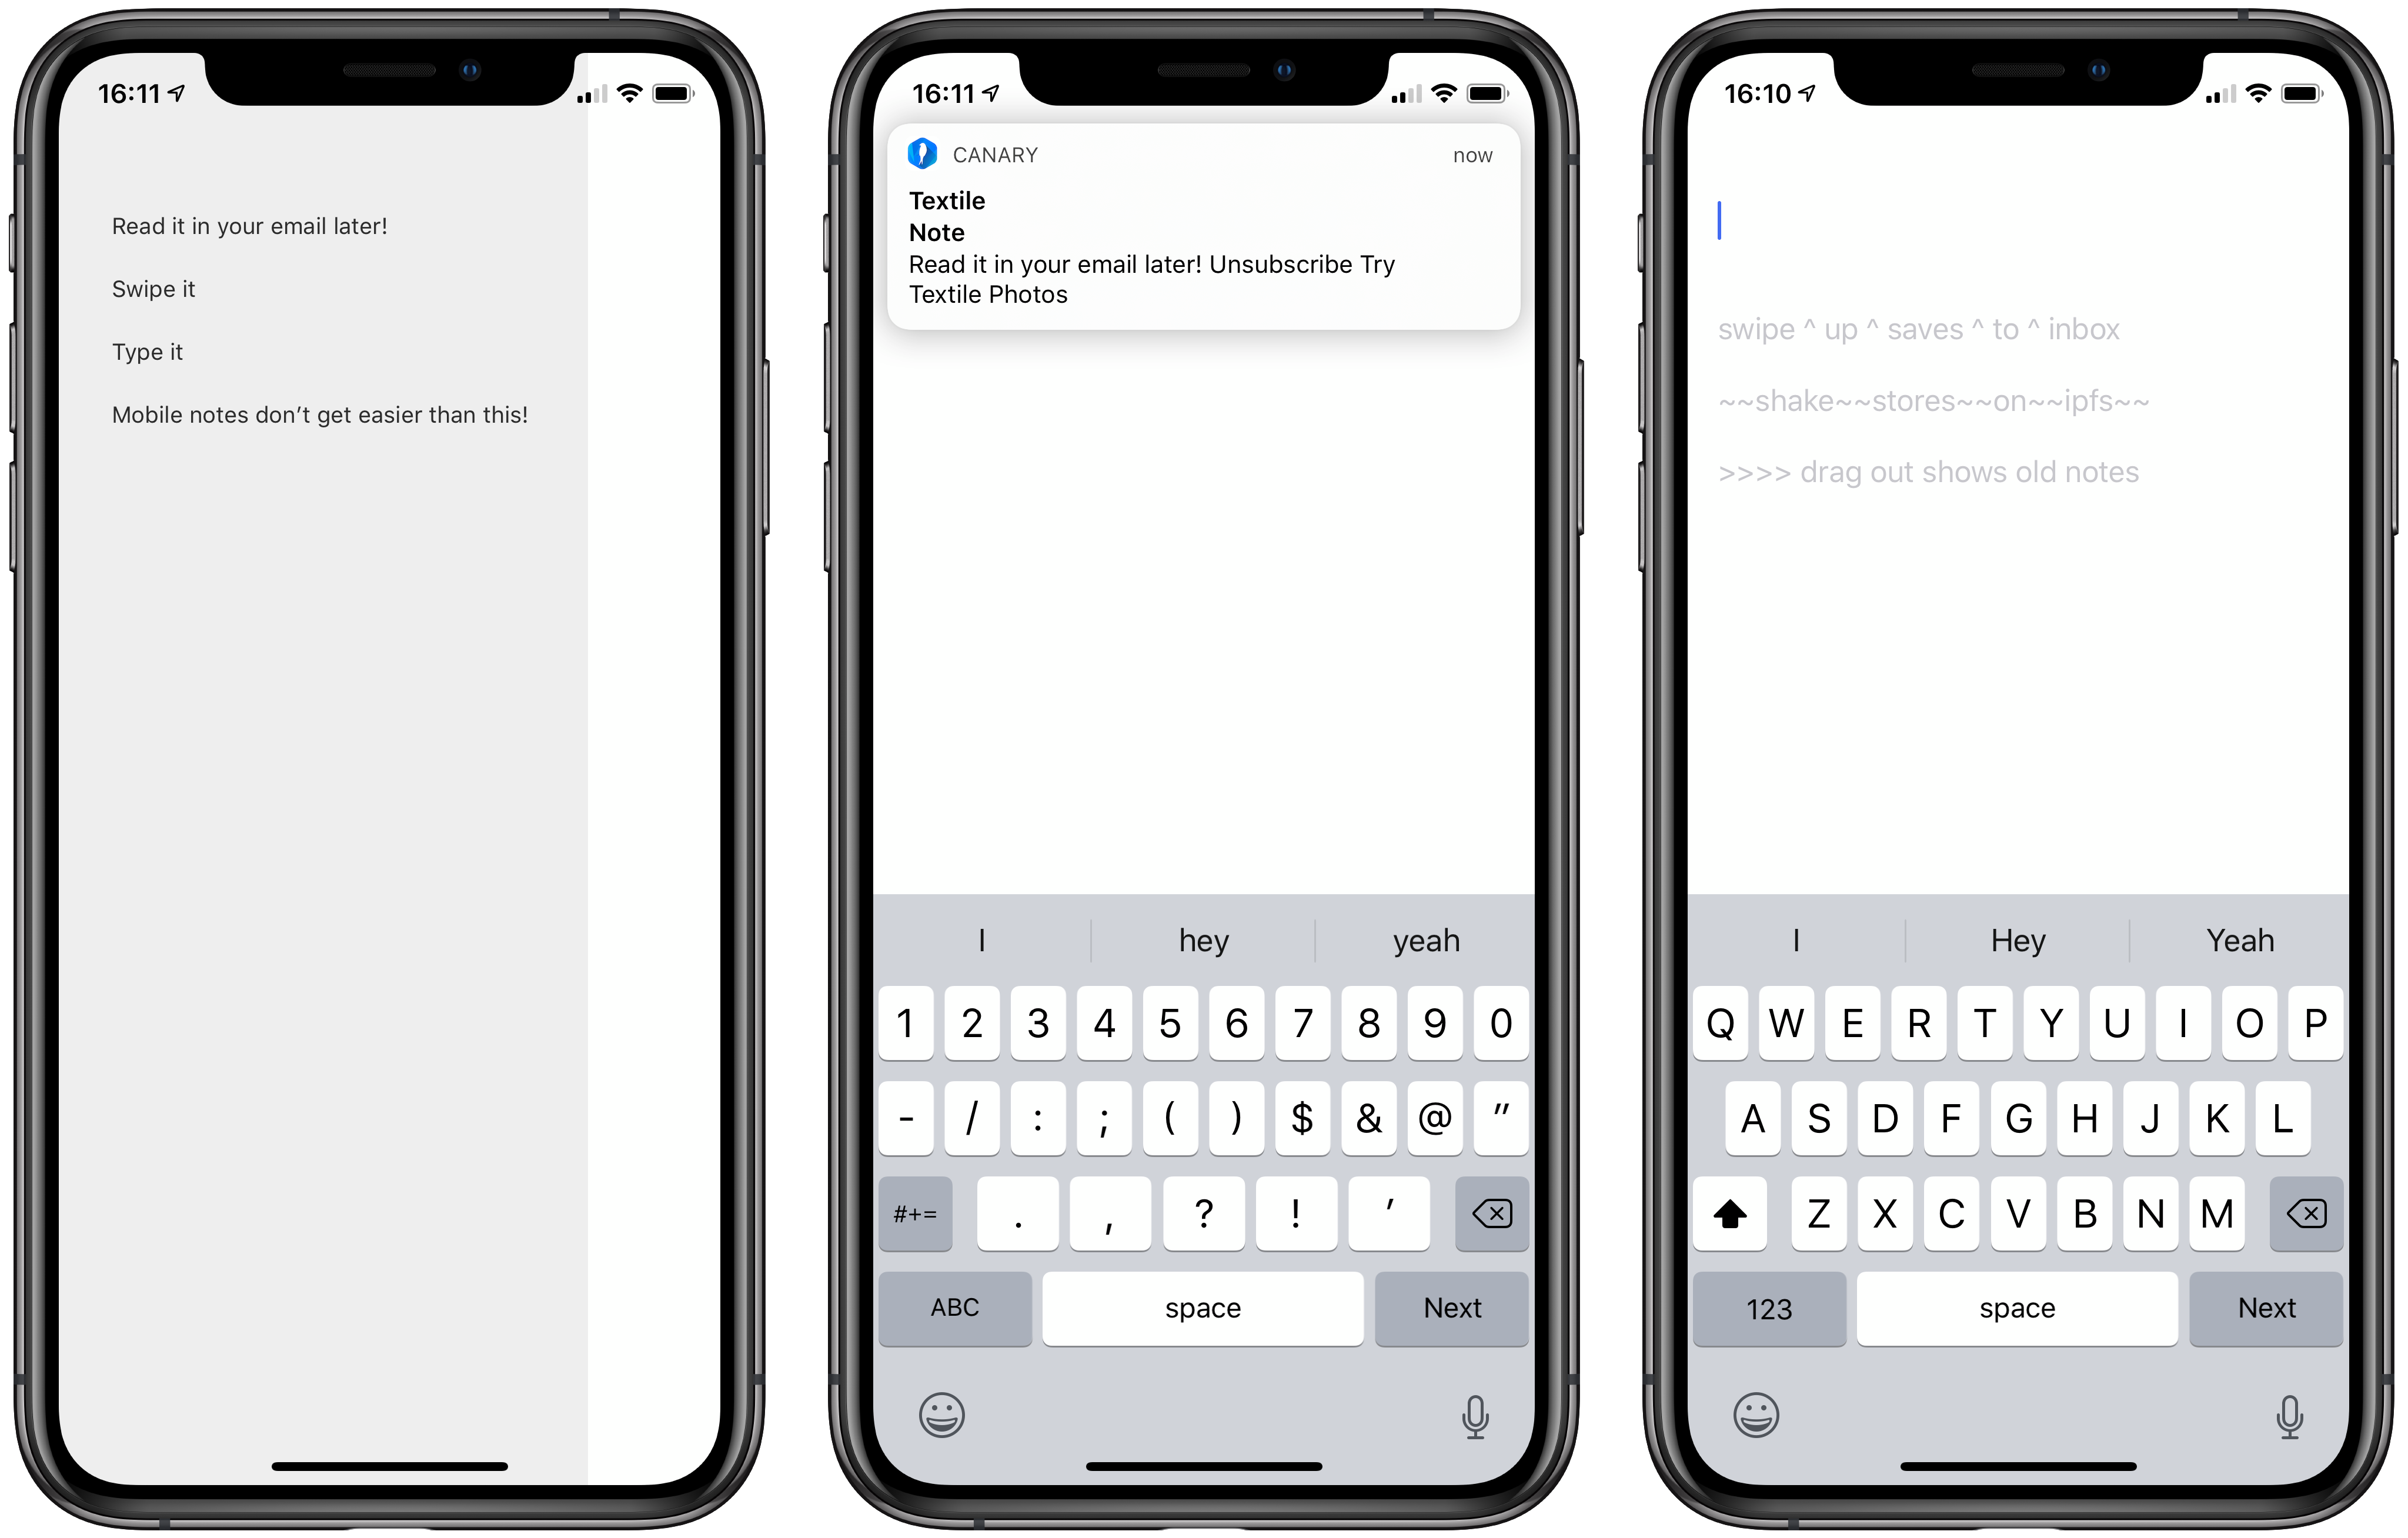 16:11
Read it in your email later!
Swipe it
Type it
Mobile notes don’t get easier than this!
16:11
CANARY now
Textile
Note
Read it in your email later! Unsubscribe Try
Textile Photos
I hey yeah
1 2 3 4 5 6 7 8 9 0
- / : ; ( ) $ & @ "
#+= . , ? ! ’
ABC space Next
16:10
swipe ^ up ^ saves ^ to ^ inbox
~~shake~~stores~~on~~ipfs~~
>>>> drag out shows old notes
I Hey Yeah
Q W E R T Y U I O P
A S D F G H J K L
Z X C V B N M
123 space Next